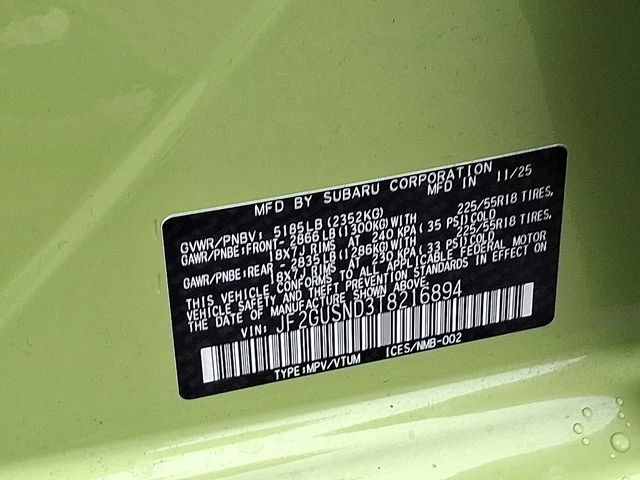 MFD BY SUBARU CORPORATION
MFD IN 11/25
GVWR/PNBV: 5185LB(2352KG)
GAWR/PNBE:FRONT- 2866LB(1300KG)WITH 225/55R18 TIRES,
18X7J RIMS AT 240 KPA(35 PSI)COLD
GAWR/PNBE:REAR - 2835LB(1286KG)WITH 225/55R18 TIRES,
18X7J RIMS AT 230 KPA(33 PSI)COLD
THIS VEHICLE CONFORMS TO ALL APPLICABLE FEDERAL MOTOR
VEHICLE SAFETY AND THEFT PREVENTION STANDARDS IN EFFECT ON
THE DATE OF MANUFACTURE SHOWN ABOVE.
VIN: JF2GUSND3T8216894
TYPE:MPV/VTUM ICES/NMB-002